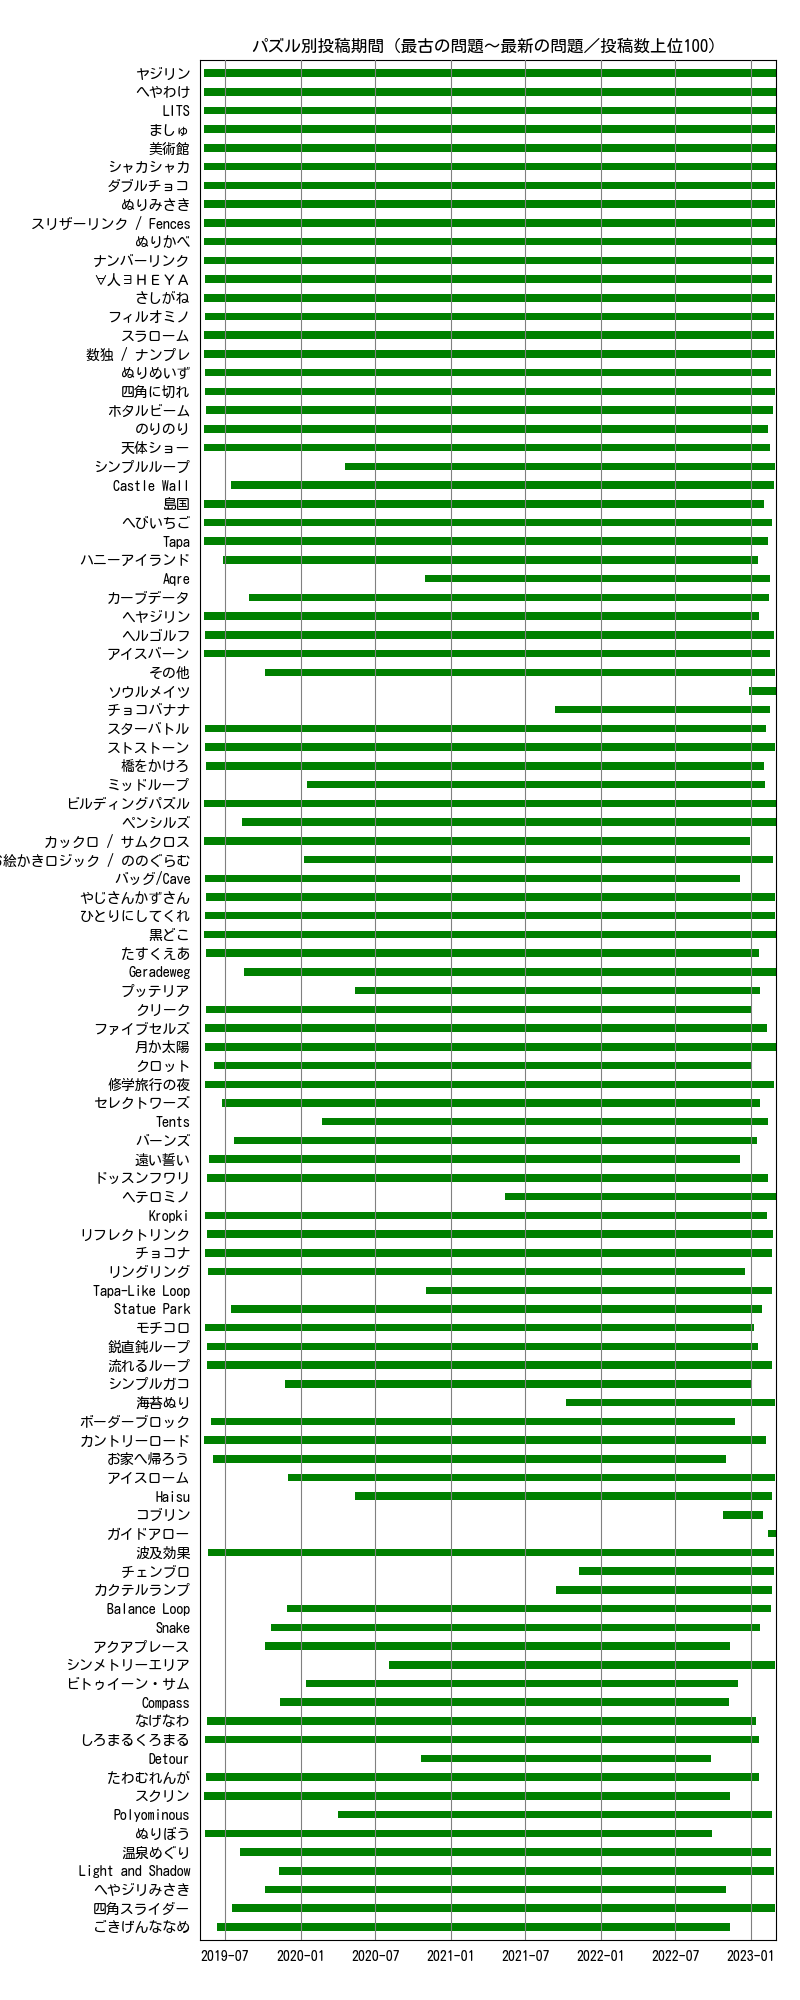 パズル別投稿期間（最古の問題～最新の問題／投稿数上位100）
ヤジリン
へやわけ
LITS
ましゅ
美術館
シャカシャカ
ダブルチョコ
ぬりみさき
スリザーリンク / Fences
ぬりかべ
ナンバーリンク
∀人∃ＨＥＹＡ
さしがね
フィルオミノ
スラローム
数独 / ナンプレ
ぬりめいず
四角に切れ
ホタルビーム
のりのり
天体ショー
シンプルループ
Castle Wall
島国
へびいちご
Tapa
ハニーアイランド
Aqre
カーブデータ
ヘヤジリン
ヘルゴルフ
アイスバーン
その他
ソウルメイツ
チョコバナナ
スターバトル
ストストーン
橋をかけろ
ミッドループ
ビルディングパズル
ペンシルズ
カックロ / サムクロス
絵かきロジック / ののぐらむ
バッグ/Cave
やじさんかずさん
ひとりにしてくれ
黒どこ
たすくえあ
Geradeweg
プッテリア
クリーク
ファイブセルズ
月か太陽
クロット
修学旅行の夜
セレクトワーズ
Tents
バーンズ
遠い誓い
ドッスンフワリ
ヘテロミノ
Kropki
リフレクトリンク
チョコナ
リングリング
Tapa-Like Loop
Statue Park
モチコロ
鋭直鈍ループ
流れるループ
シンプルガコ
海苔ぬり
ボーダーブロック
カントリーロード
お家へ帰ろう
アイスローム
Haisu
コブリン
ガイドアロー
波及効果
チェンブロ
カクテルランプ
Balance Loop
Snake
アクアプレース
シンメトリーエリア
ビトゥイーン・サム
Compass
なげなわ
しろまるくろまる
Detour
たわむれんが
スクリン
Polyominous
ぬりぼう
温泉めぐり
Light and Shadow
へやジリみさき
四角スライダー
ごきげんななめ
2019-07 2020-01 2020-07 2021-01 2021-07 2022-01 2022-07 2023-01